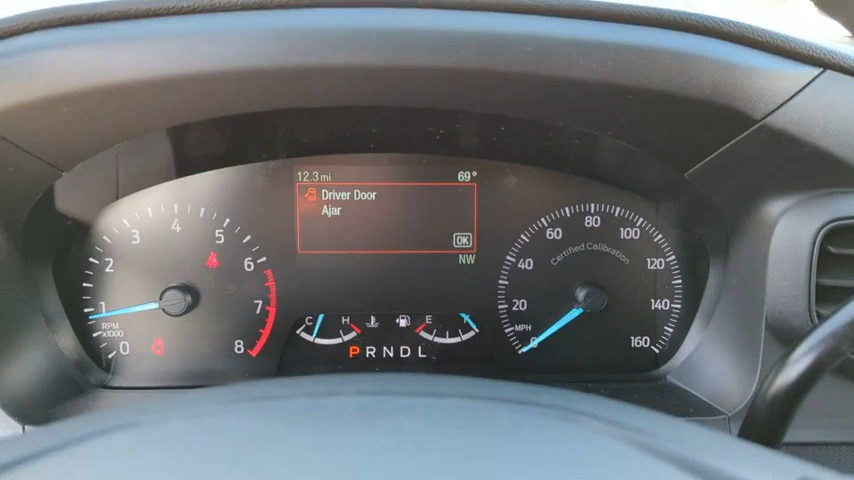 12.3 mi 69°
Driver Door
Ajar
OK
NW
0
1
2
3
4
5
6
7
8
RPM
x1000
C H E F
P R N D L
0
20
40
60
80
100
120
140
160
MPH
Certified Calibration